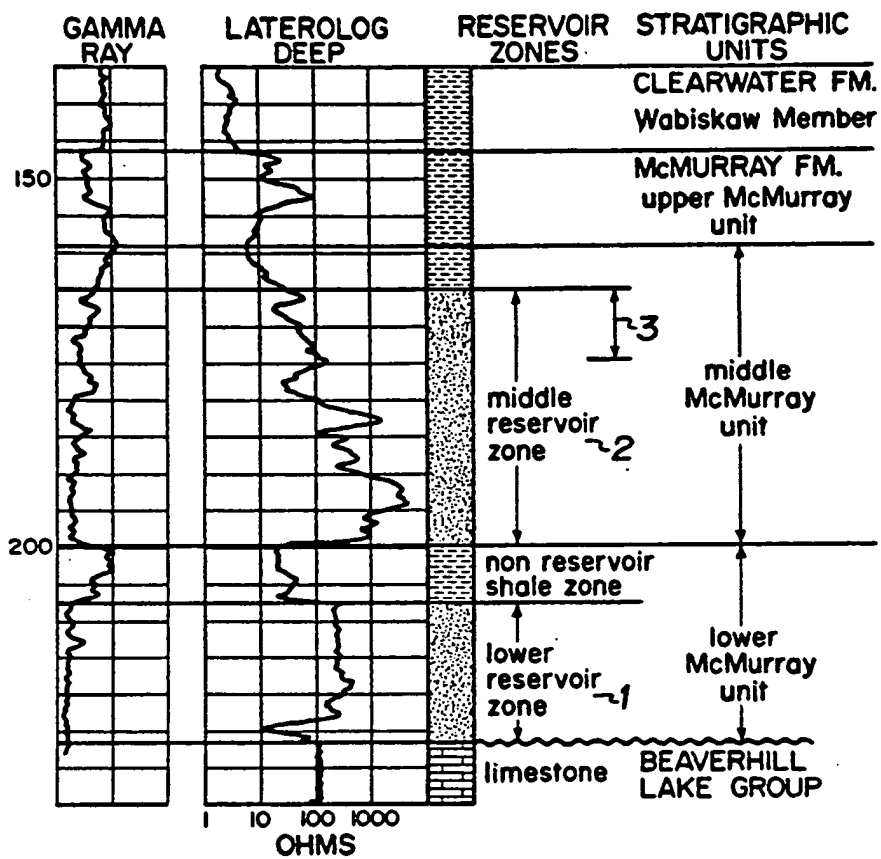 GAMMA
RAY
LATEROLOG
DEEP
RESERVOIR
ZONES
STRATIGRAPHIC
UNITS
CLEARWATER FM.
Wabiskaw Member
150
McMURRAY FM.
upper McMurray
unit
3
middle
reservoir
zone
2
middle
McMurray
unit
200
non reservoir
shale zone
lower
reservoir
zone
1
lower
McMurray
unit
limestone
BEAVERHILL
LAKE GROUP
1 10 100 1000
OHMS